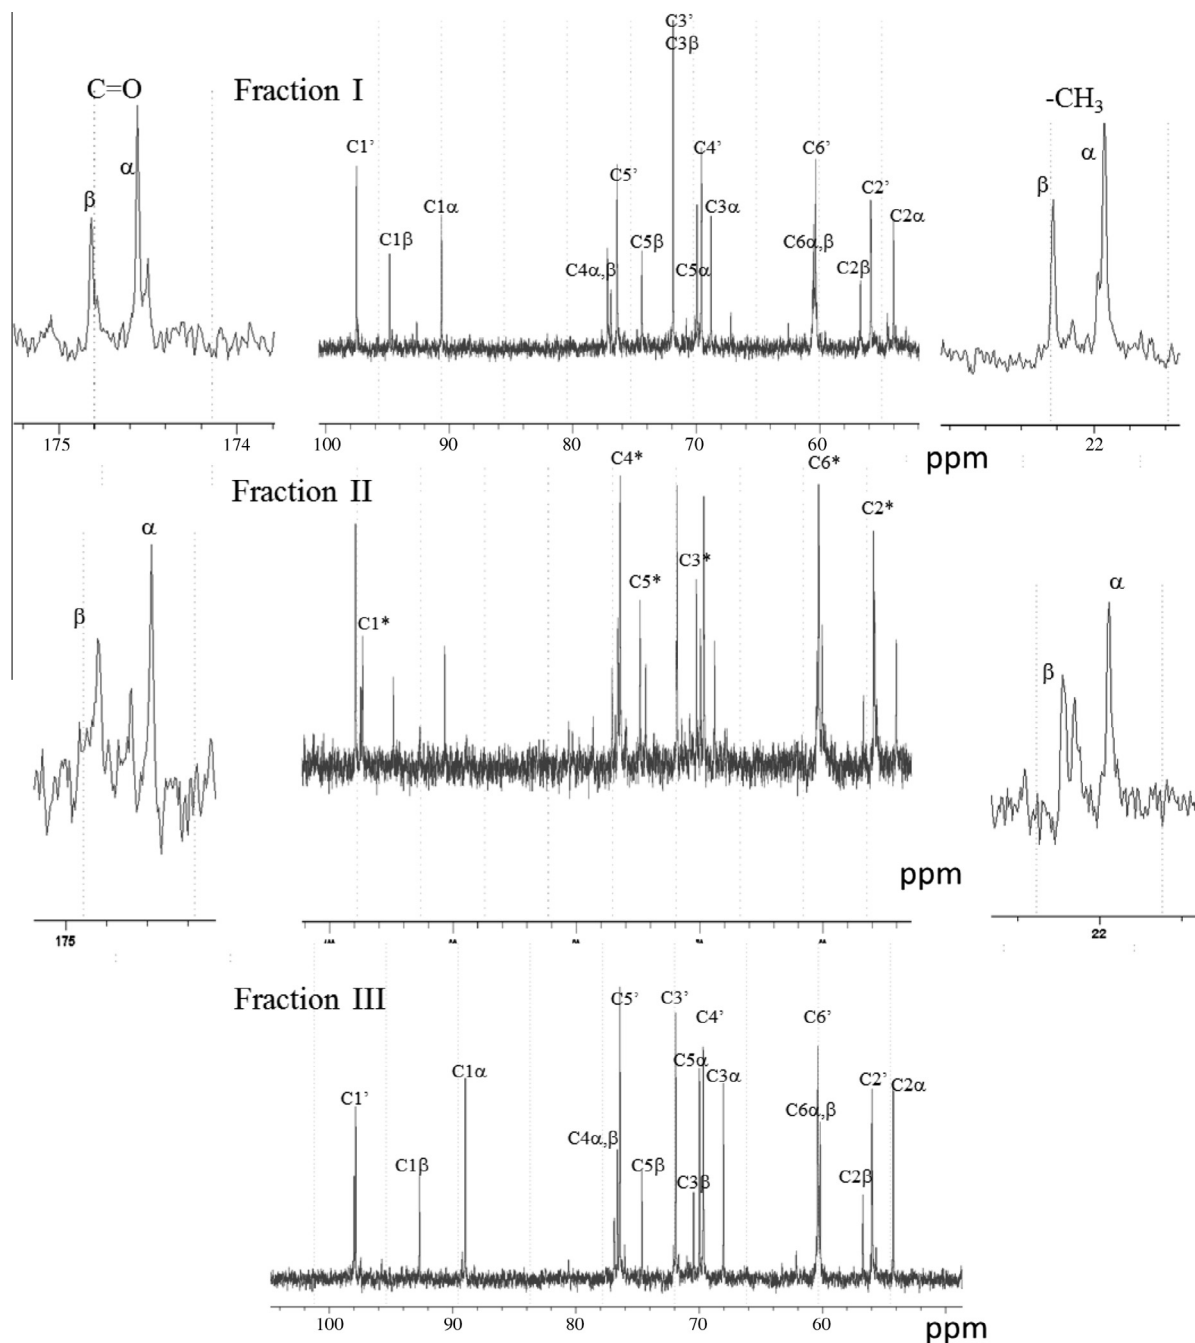 C3’
C3β
C=O
Fraction I
-CH3
C1’
C4’
C6’
α
α
C5’
β
C2’
β
C1α
C3α
C2α
C1β
C5β
C6α,β
C4α,β
C5α
C2β
175
174
100
90
80
70
60
22
ppm
C4*
C6*
Fraction II
C2*
α
C3*
C5*
α
C1*
β
β
ppm
175
22
Fraction III
C5’
C3’
C4’
C6’
C5α
C1α
C3α
C2’
C2α
C1’
C6α,β
C4α,β
C1β
C5β
C3β
C2β
100
90
80
70
60
ppm